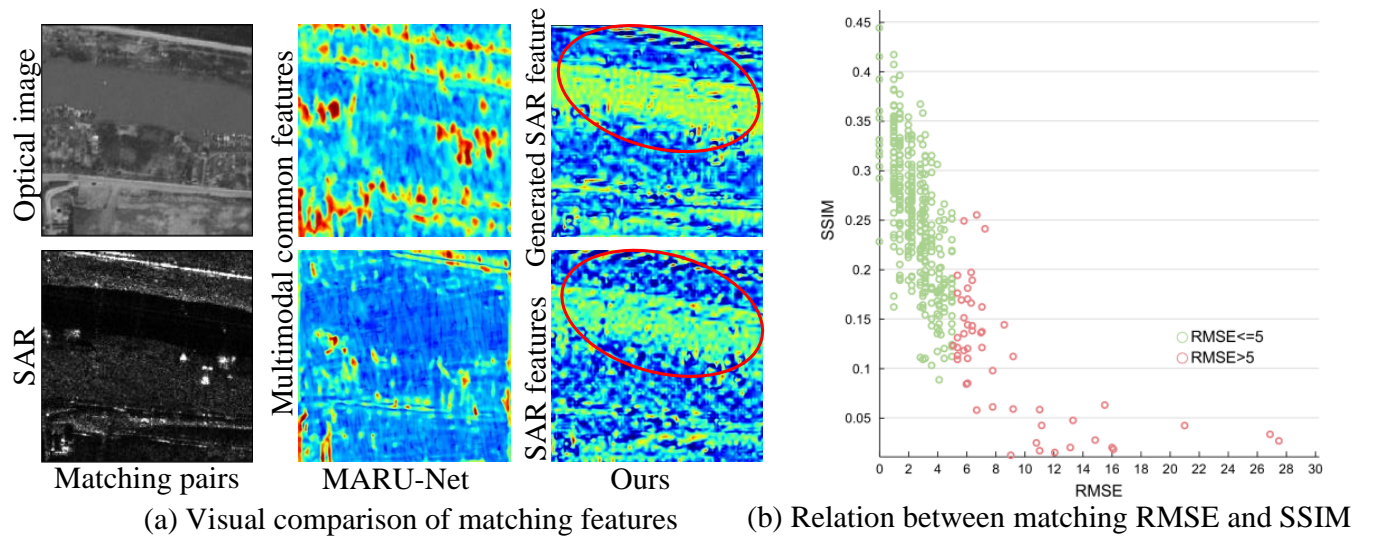 Optical image
SAR
Matching pairs
Multimodal common features
MARU-Net
Generated SAR feature
SAR features
Ours
(a) Visual comparison of matching features
0.45
0.4
0.35
0.3
0.25
0.2
0.15
0.1
0.05
SSIM
RMSE<=5
RMSE>5
0 2 4 6 8 10 12 14 16 18 20 22 24 26 28 30
RMSE
(b) Relation between matching RMSE and SSIM